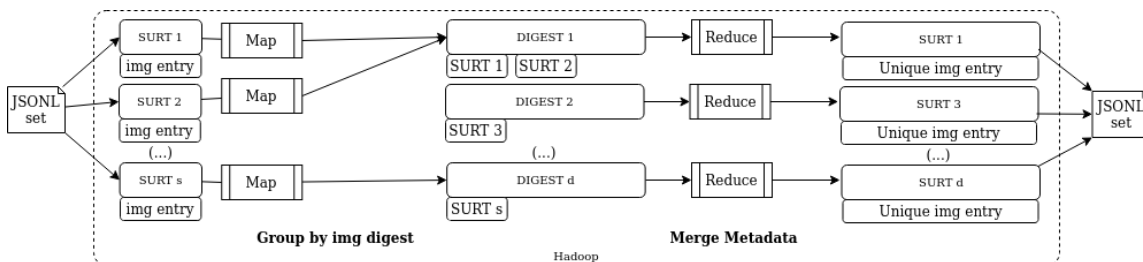 JSONL
set
SURT 1
img entry
Map
DIGEST 1
SURT 1 SURT 2
Reduce
SURT 1
Unique img entry
SURT 2
img entry
Map
DIGEST 2
SURT 3
Reduce
SURT 3
Unique img entry
(...)
(...)
(...)
SURT s
img entry
Map
DIGEST d
SURT s
Reduce
SURT d
Unique img entry
JSONL
set
Group by img digest
Merge Metadata
Hadoop